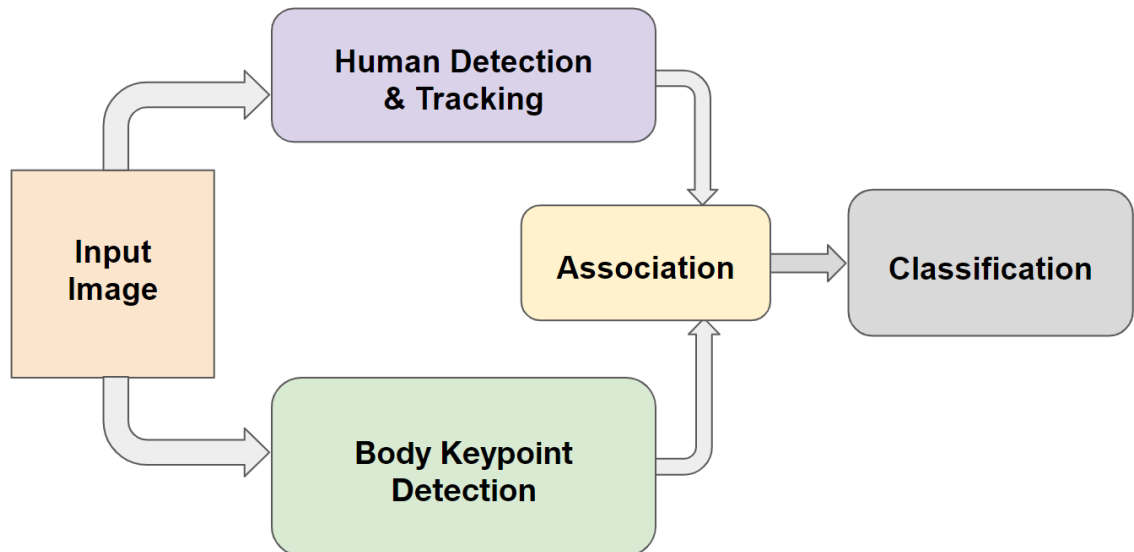 Human Detection
& Tracking
Input
Image
Association
Classification
Body Keypoint
Detection